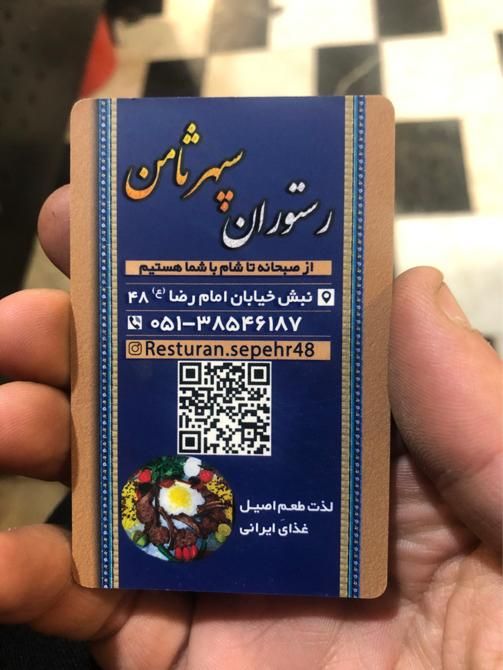 رستوران سپهر ثامن
از صبحانه تا شام با شما هستیم
نبش خیابان امام رضا (ع) ۴۸
۰۵۱-۳۸۵۴۶۱۸۷
Resturan.sepehr48
لذت طعم اصیل
غذای ایرانی